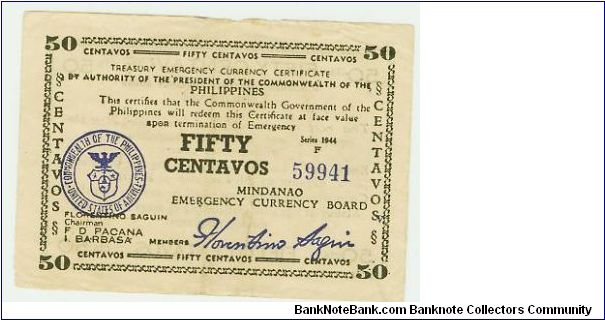 50 50
CENTAVOS FIFTY CENTAVOS CENTAVOS
TREASURY EMERGENCY CURRENCY CERTIFICATE
BY AUTHORITY OF THE PRESIDENT OF THE COMMONWEALTH OF THE
PHILIPPINES
This certifies that the Commonwealth Government of the
Philippines will redeem this Certificate at face value
upon termination of Emergency
Series 1944
FIFTY F
CENTAVOS 59941
§CENTAVOS§ §CENTAVOS§
COMMONWEALTH OF THE PHILIPPINES
UNITED STATES OF AMERICA
MINDANAO
EMERGENCY CURRENCY BOARD
FLORENTINO SAGUIN
Chairman
F D PACANA
I. BARBASA MEMBERS Florentino Saguin
CENTAVOS FIFTY CENTAVOS CENTAVOS
50 50
BankNoteBank.com Banknote Collectors Community